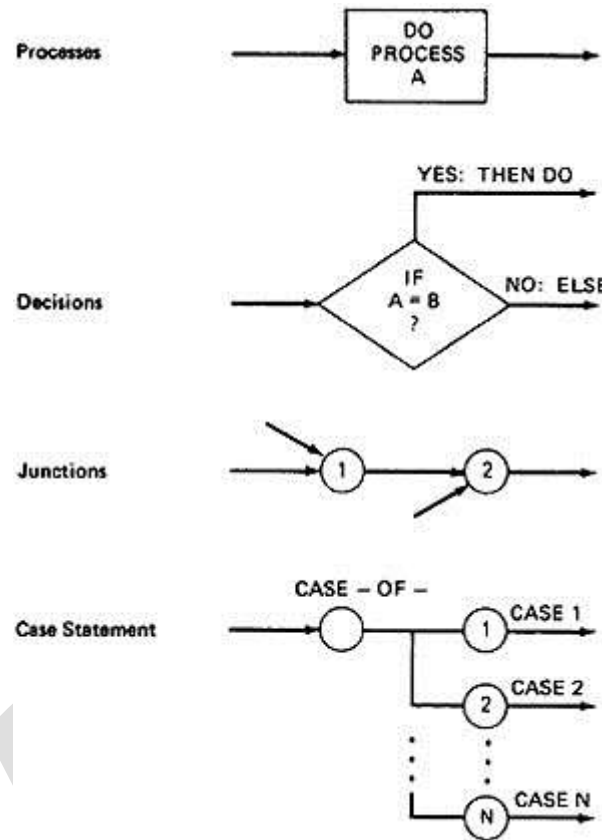 Processes
DO
PROCESS
A
YES: THEN DO
Decisions
IF
A = B
?
NO: ELSE
Junctions
1
2
CASE – OF –
Case Statement
1
CASE 1
2
CASE 2
N
CASE N